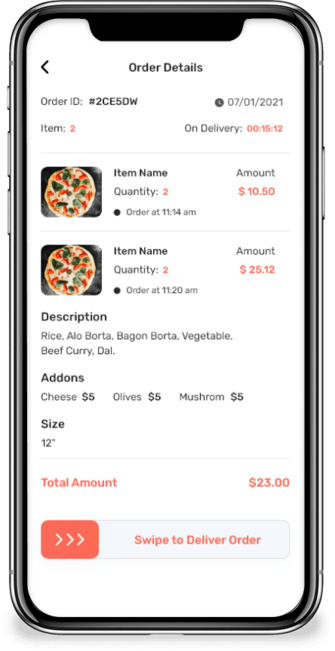 Order Details
Order ID: #2CE5DW 07/01/2021
Item: 2 On Delivery: 00:15:12
Item Name Amount
Quantity: 2 $ 10.50
Order at 11:14 am
Item Name Amount
Quantity: 2 $ 25.12
Order at 11:20 am
Description
Rice, Alo Borta, Bagon Borta, Vegetable,
Beef Curry, Dal.
Addons
Cheese $5 Olives $5 Mushrom $5
Size
12"
Total Amount $23.00
>>> Swipe to Deliver Order